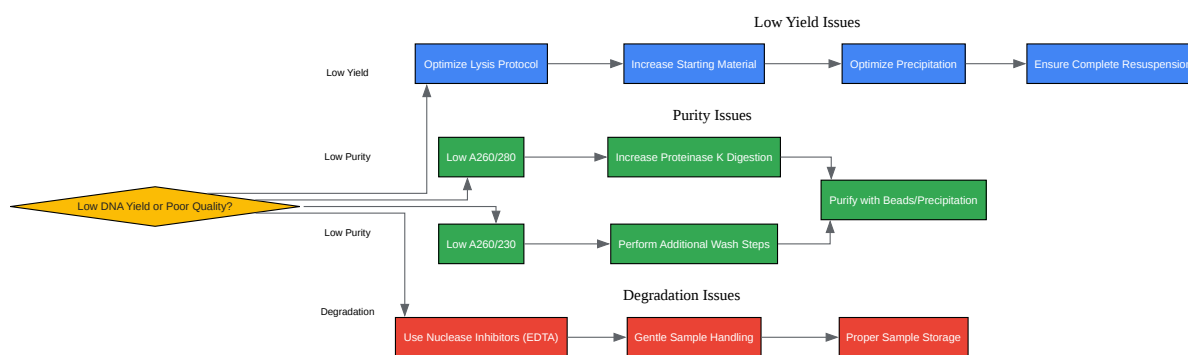 Low Yield Issues
Low Yield
Optimize Lysis Protocol
Increase Starting Material
Optimize Precipitation
Ensure Complete Resuspension
Purity Issues
Low Purity
Low A260/280
Increase Proteinase K Digestion
Low DNA Yield or Poor Quality?
Purify with Beads/Precipitation
Low Purity
Low A260/230
Perform Additional Wash Steps
Degradation Issues
Degradation
Use Nuclease Inhibitors (EDTA)
Gentle Sample Handling
Proper Sample Storage